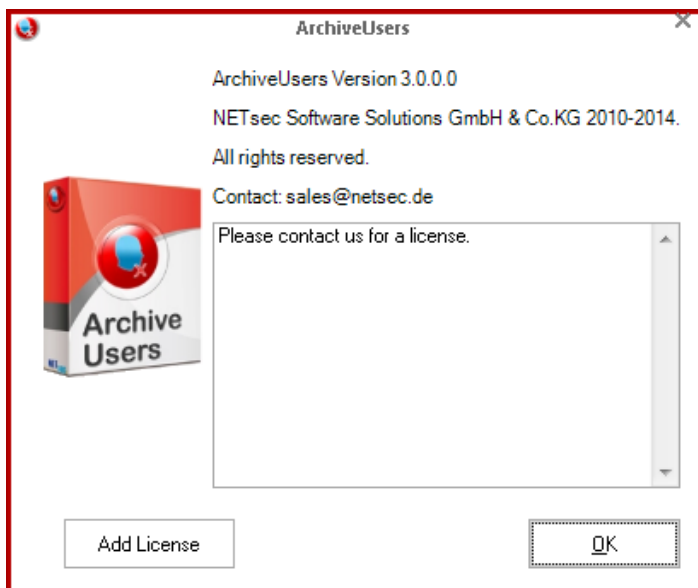 ArchiveUsers
ArchiveUsers Version 3.0.0.0
NETsec Software Solutions GmbH & Co.KG 2010-2014.
All rights reserved.
Contact: sales@netsec.de
Please contact us for a license.
Archive
Users
Add License
OK